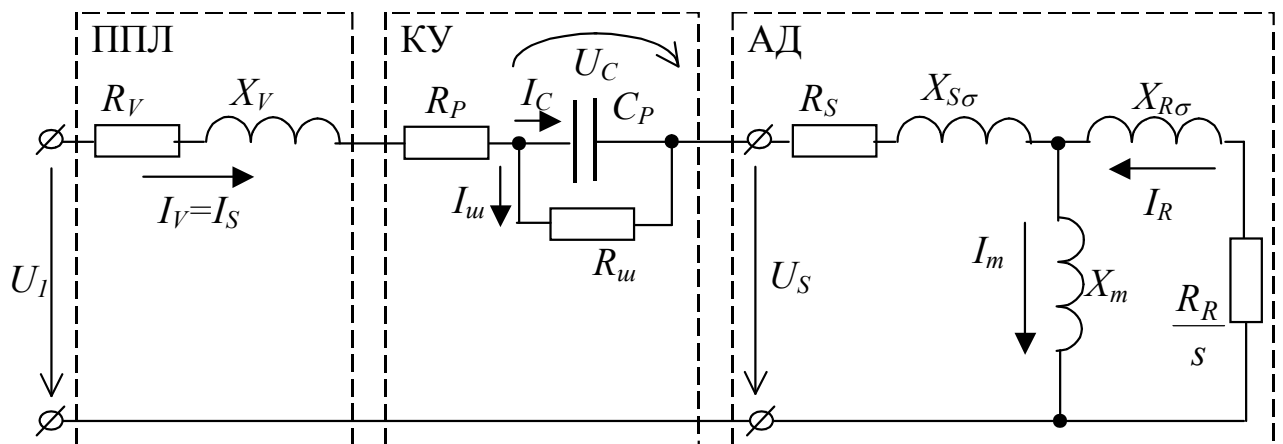 ППЛ
КУ
АД
R_V
X_V
R_P
I_C
U_C
C_P
R_S
X_Sσ
X_Rσ
I_V=I_S
I_ш
R_ш
I_R
I_m
X_m
U_1
U_S
R_R
s